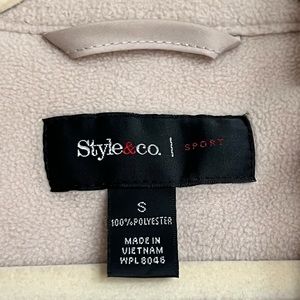 Style&co. | SPORT
S
100% POLYESTER
MADE IN
VIETNAM
WPL 8046